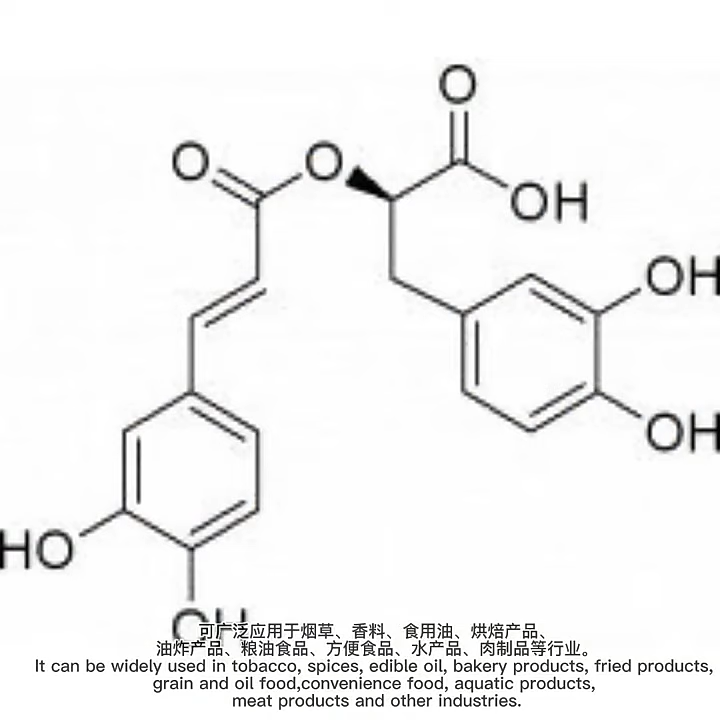 O
O
O
OH
OH
OH
HO
OH
可广泛应用于烟草、香料、食用油、烘焙产品、
油炸产品、粮油食品、方便食品、水产品、肉制品等行业。
It can be widely used in tobacco, spices, edible oil, bakery products, fried products,
grain and oil food,convenience food, aquatic products,
meat products and other industries.